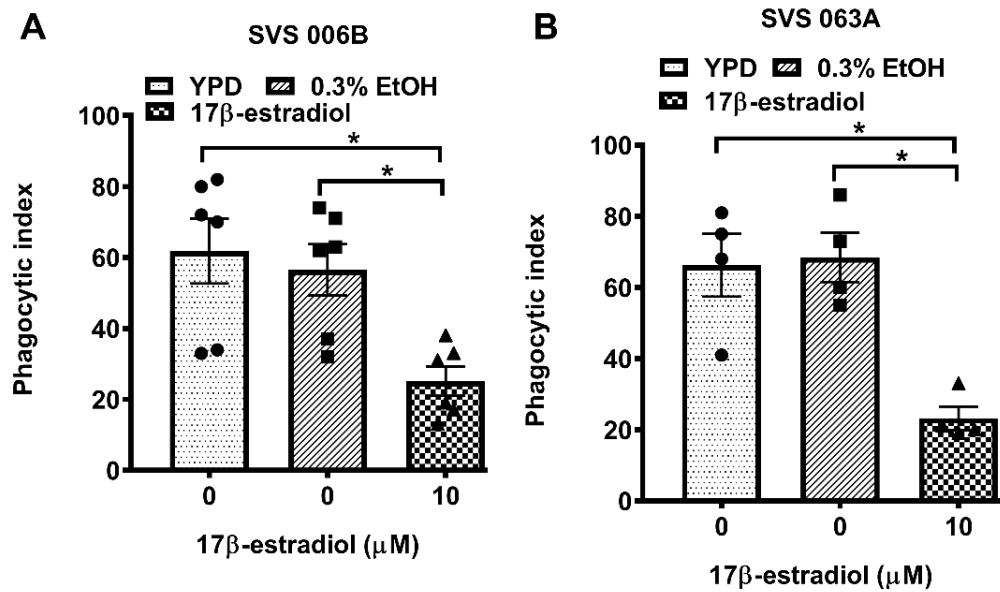 A
SVS 006B
YPD 0.3% EtOH
17β-estradiol
100
80
60
40
20
0
Phagocytic index
*
*
0 0 10
17β-estradiol (μM)
B
SVS 063A
YPD 0.3% EtOH
17β-estradiol
100
80
60
40
20
0
Phagocytic index
*
*
0 0 10
17β-estradiol (μM)